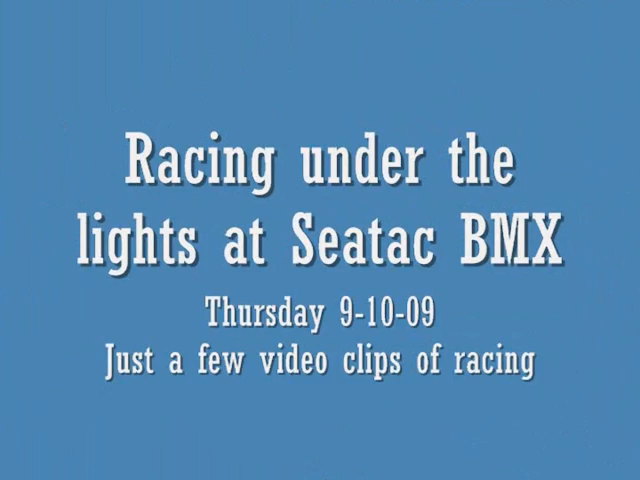 Racing under the
lights at Seatac BMX
Thursday 9-10-09
Just a few video clips of racing